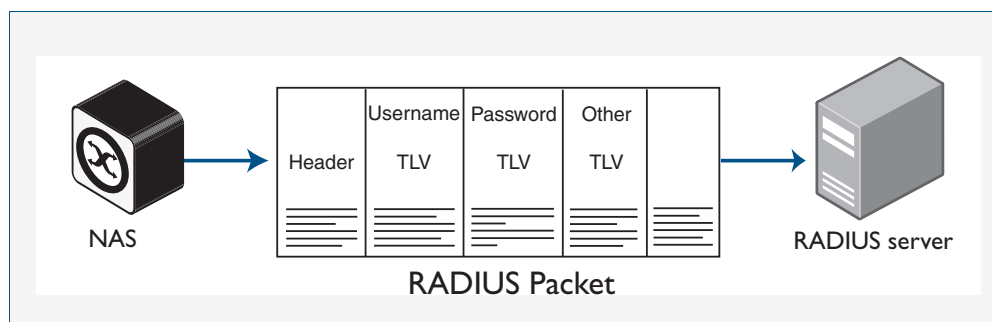 Username Password Other
Header TLV TLV TLV
NAS
RADIUS server
RADIUS Packet